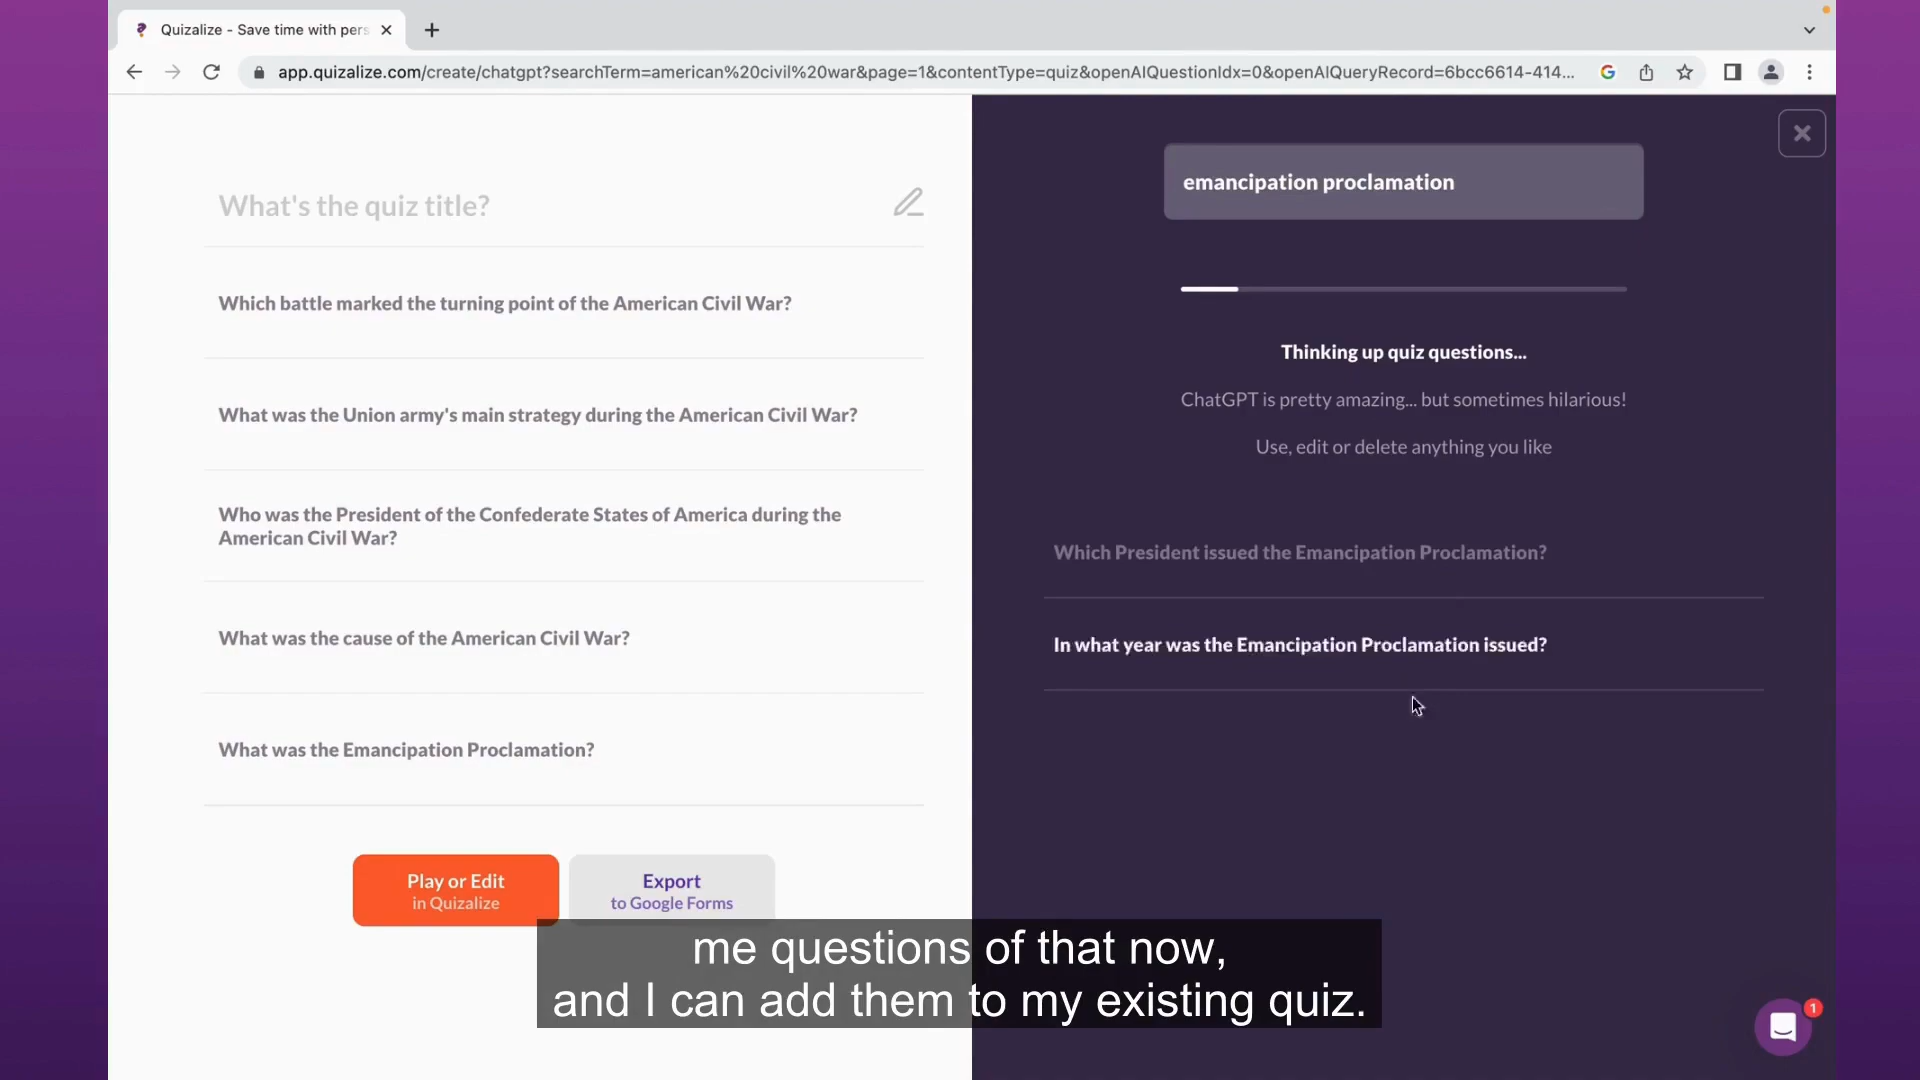 Quizalize - Save time with pers
app.quizalize.com/create/chatgpt?searchTerm=american%20civil%20war&page=1&contentType=quiz&openAIQuestionIdx=0&openAIQueryRecord=6bcc6614-414...
What's the quiz title?
Which battle marked the turning point of the American Civil War?
What was the Union army's main strategy during the American Civil War?
Who was the President of the Confederate States of America during the
American Civil War?
What was the cause of the American Civil War?
What was the Emancipation Proclamation?
Play or Edit
in Quizalize
Export
to Google Forms
emancipation proclamation
Thinking up quiz questions...
ChatGPT is pretty amazing... but sometimes hilarious!
Use, edit or delete anything you like
Which President issued the Emancipation Proclamation?
In what year was the Emancipation Proclamation issued?
me questions of that now,
and I can add them to my existing quiz.
1